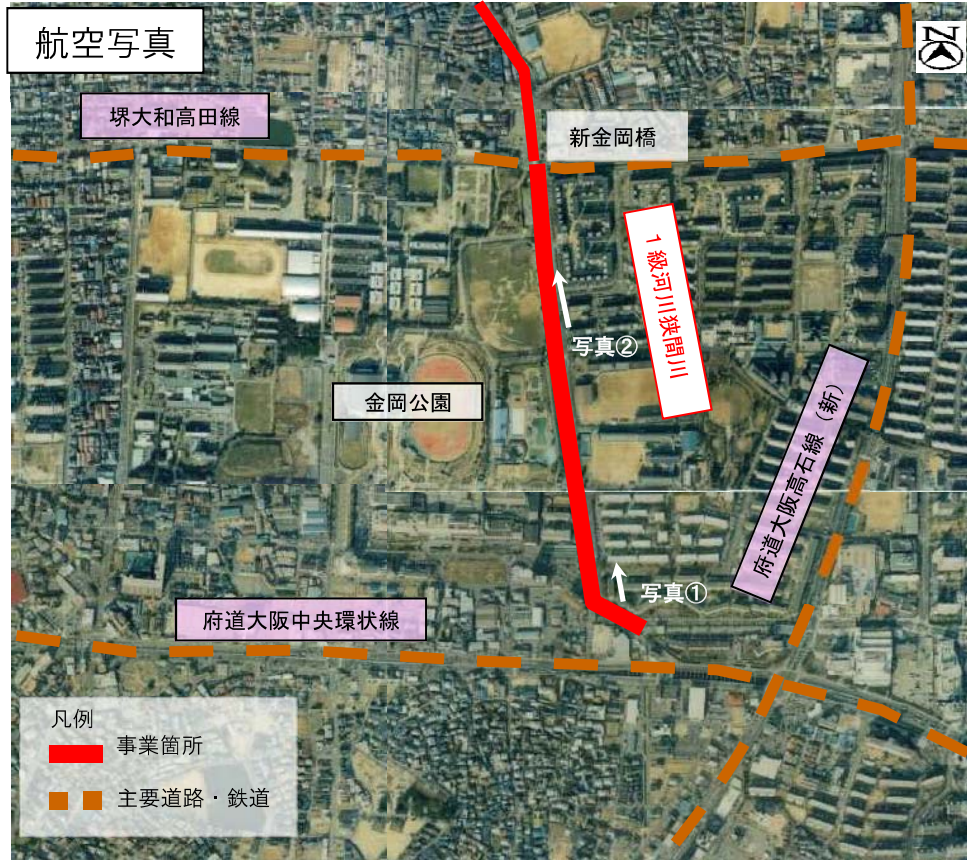 航空写真
N
堺大和高田線
新金岡橋
1級河川狭間川
写真②
金岡公園
府道大阪高石線（新）
写真①
府道大阪中央環状線
凡例
事業箇所
主要道路・鉄道